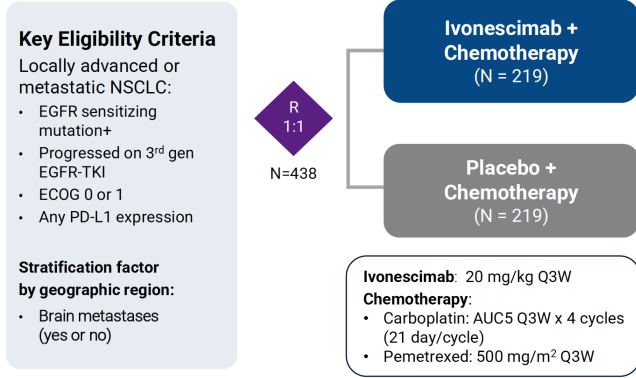 Key Eligibility Criteria
Locally advanced or
metastatic NSCLC:
• EGFR sensitizing
mutation+
• Progressed on 3rd gen
EGFR-TKI
• ECOG 0 or 1
• Any PD-L1 expression
Stratification factor
by geographic region:
• Brain metastases
(yes or no)
R
1:1
N=438
Ivonescimab +
Chemotherapy
(N = 219)
Placebo +
Chemotherapy
(N = 219)
Ivonescimab: 20 mg/kg Q3W
Chemotherapy:
• Carboplatin: AUC5 Q3W x 4 cycles
(21 day/cycle)
• Pemetrexed: 500 mg/m2 Q3W